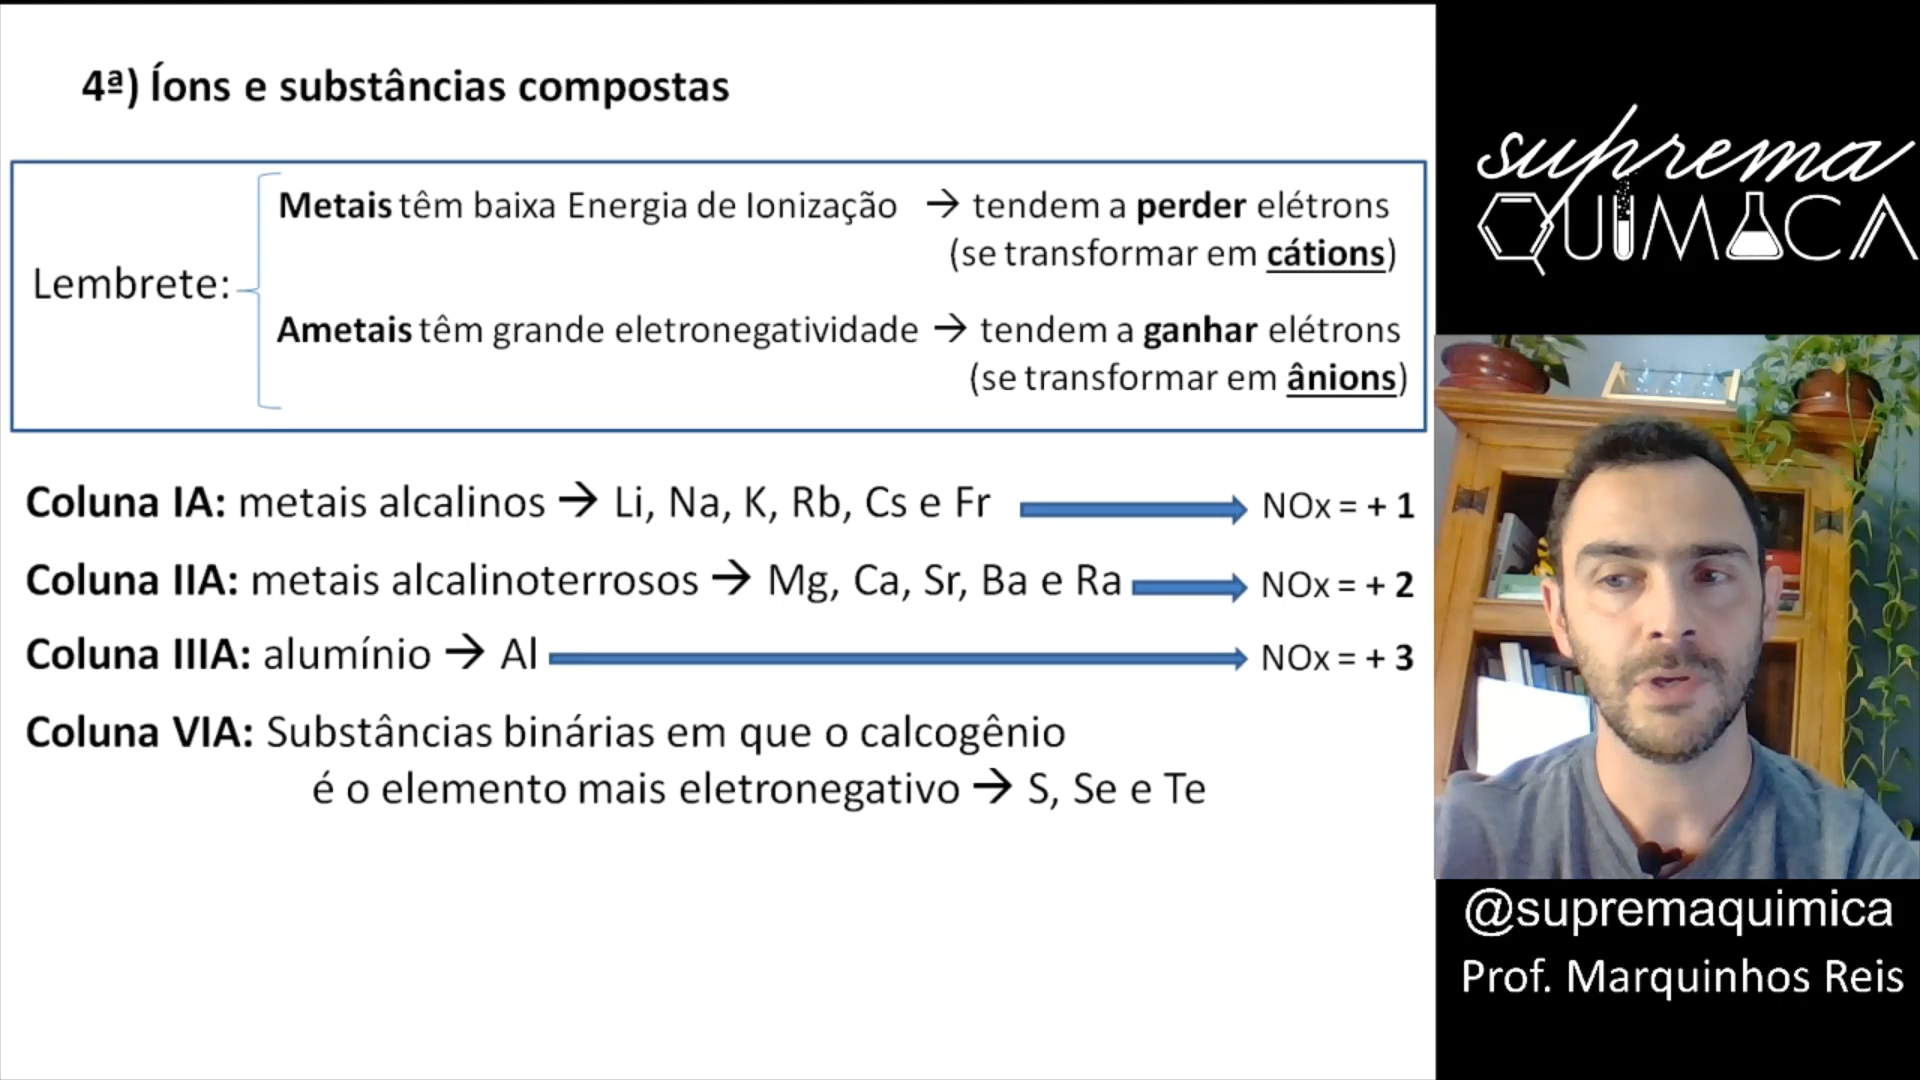 4ª) Íons e substâncias compostas
Lembrete:
Metais têm baixa Energia de Ionização → tendem a perder elétrons
(se transformar em cátions)
Ametais têm grande eletronegatividade → tendem a ganhar elétrons
(se transformar em ânions)
Coluna IA: metais alcalinos → Li, Na, K, Rb, Cs e Fr NOx = + 1
Coluna IIA: metais alcalinoterrosos → Mg, Ca, Sr, Ba e Ra NOx = + 2
Coluna IIIA: alumínio → Al NOx = + 3
Coluna VIA: Substâncias binárias em que o calcogênio
é o elemento mais eletronegativo → S, Se e Te
suprema
QUÍMICA
@supremaquimica
Prof. Marquinhos Reis